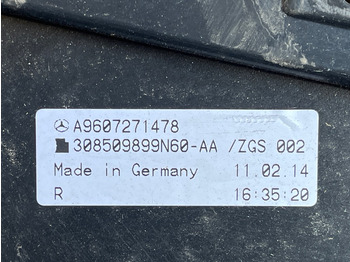 A9607271478
308509899N60-AA /ZGS 002
Made in Germany 11.02.14
R 16:35:20